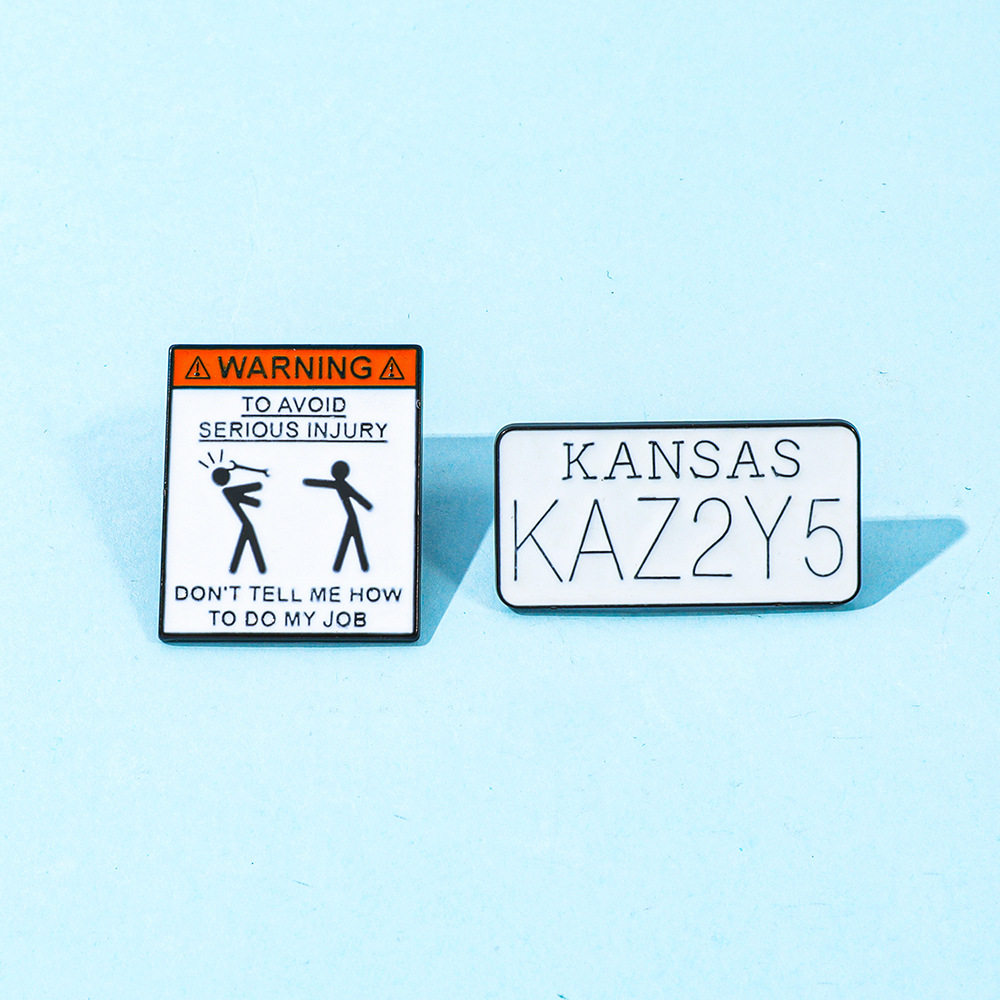 WARNING
TO AVOID
SERIOUS INJURY
DON'T TELL ME HOW
TO DO MY JOB
KANSAS
KAZ2Y5